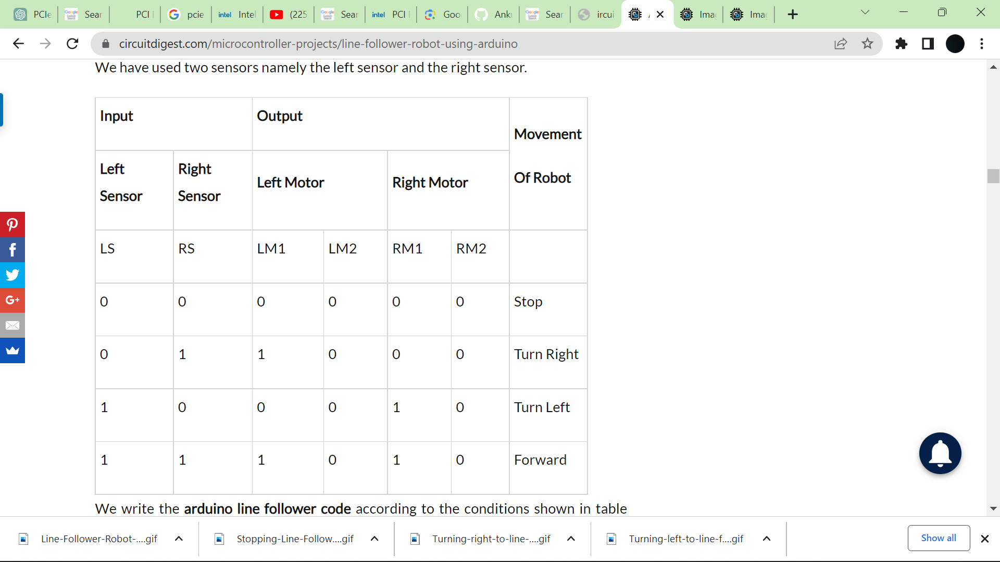 PCIe
Sear
PCI
pcie
intel Intel
(225
Sear
intel PCI
Goo
Ank
Sear
ircui
Ima
Ima
circuitdigest.com/microcontroller-projects/line-follower-robot-using-arduino
We have used two sensors namely the left sensor and the right sensor.
Input Output Movement Of Robot
Left Sensor Right Sensor Left Motor Right Motor
LS RS LM1 LM2 RM1 RM2
0 0 0 0 0 0 Stop
0 1 1 0 0 0 Turn Right
1 0 0 0 1 0 Turn Left
1 1 1 0 1 0 Forward
We write the arduino line follower code according to the conditions shown in table
G+
Line-Follower-Robot-....gif
Stopping-Line-Follow....gif
Turning-right-to-line-....gif
Turning-left-to-line-f....gif
Show all